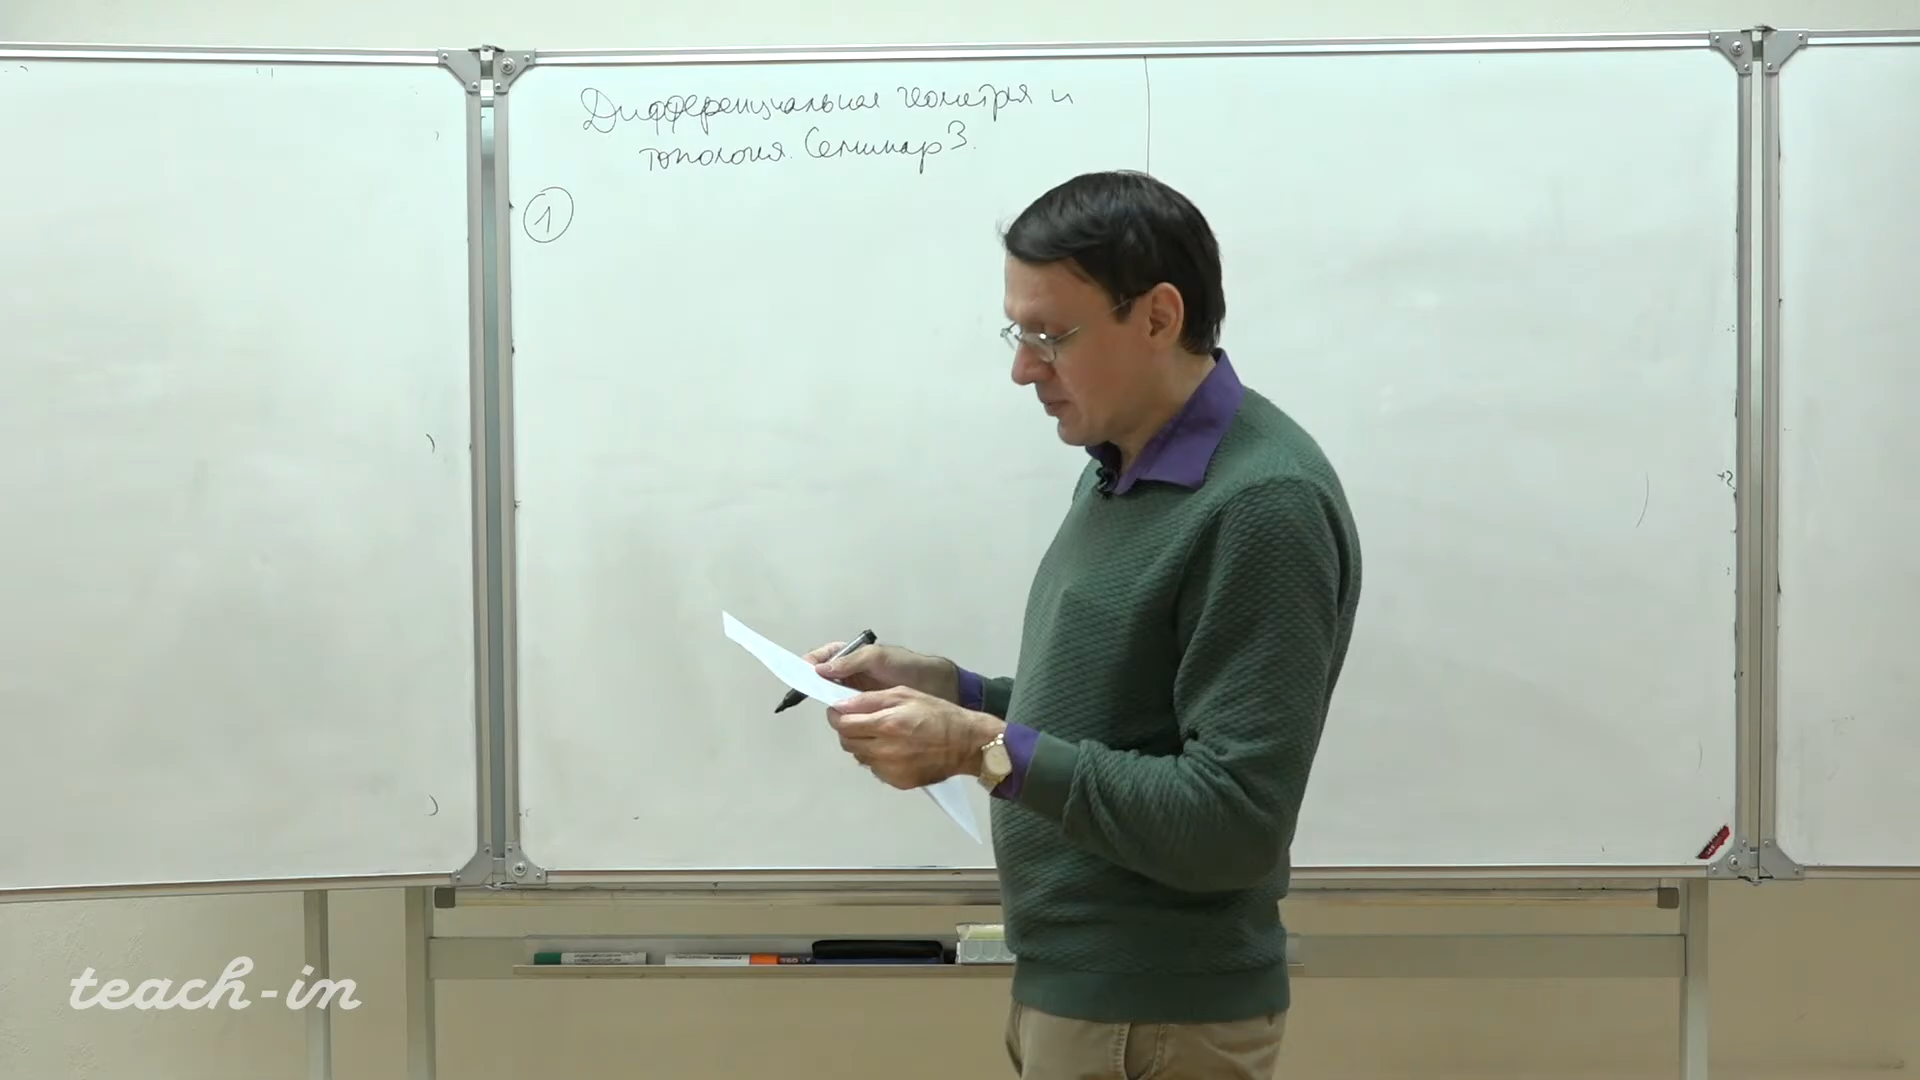 Дифференциальная геометрия и
топология. Семинар 3.
1
teach-in